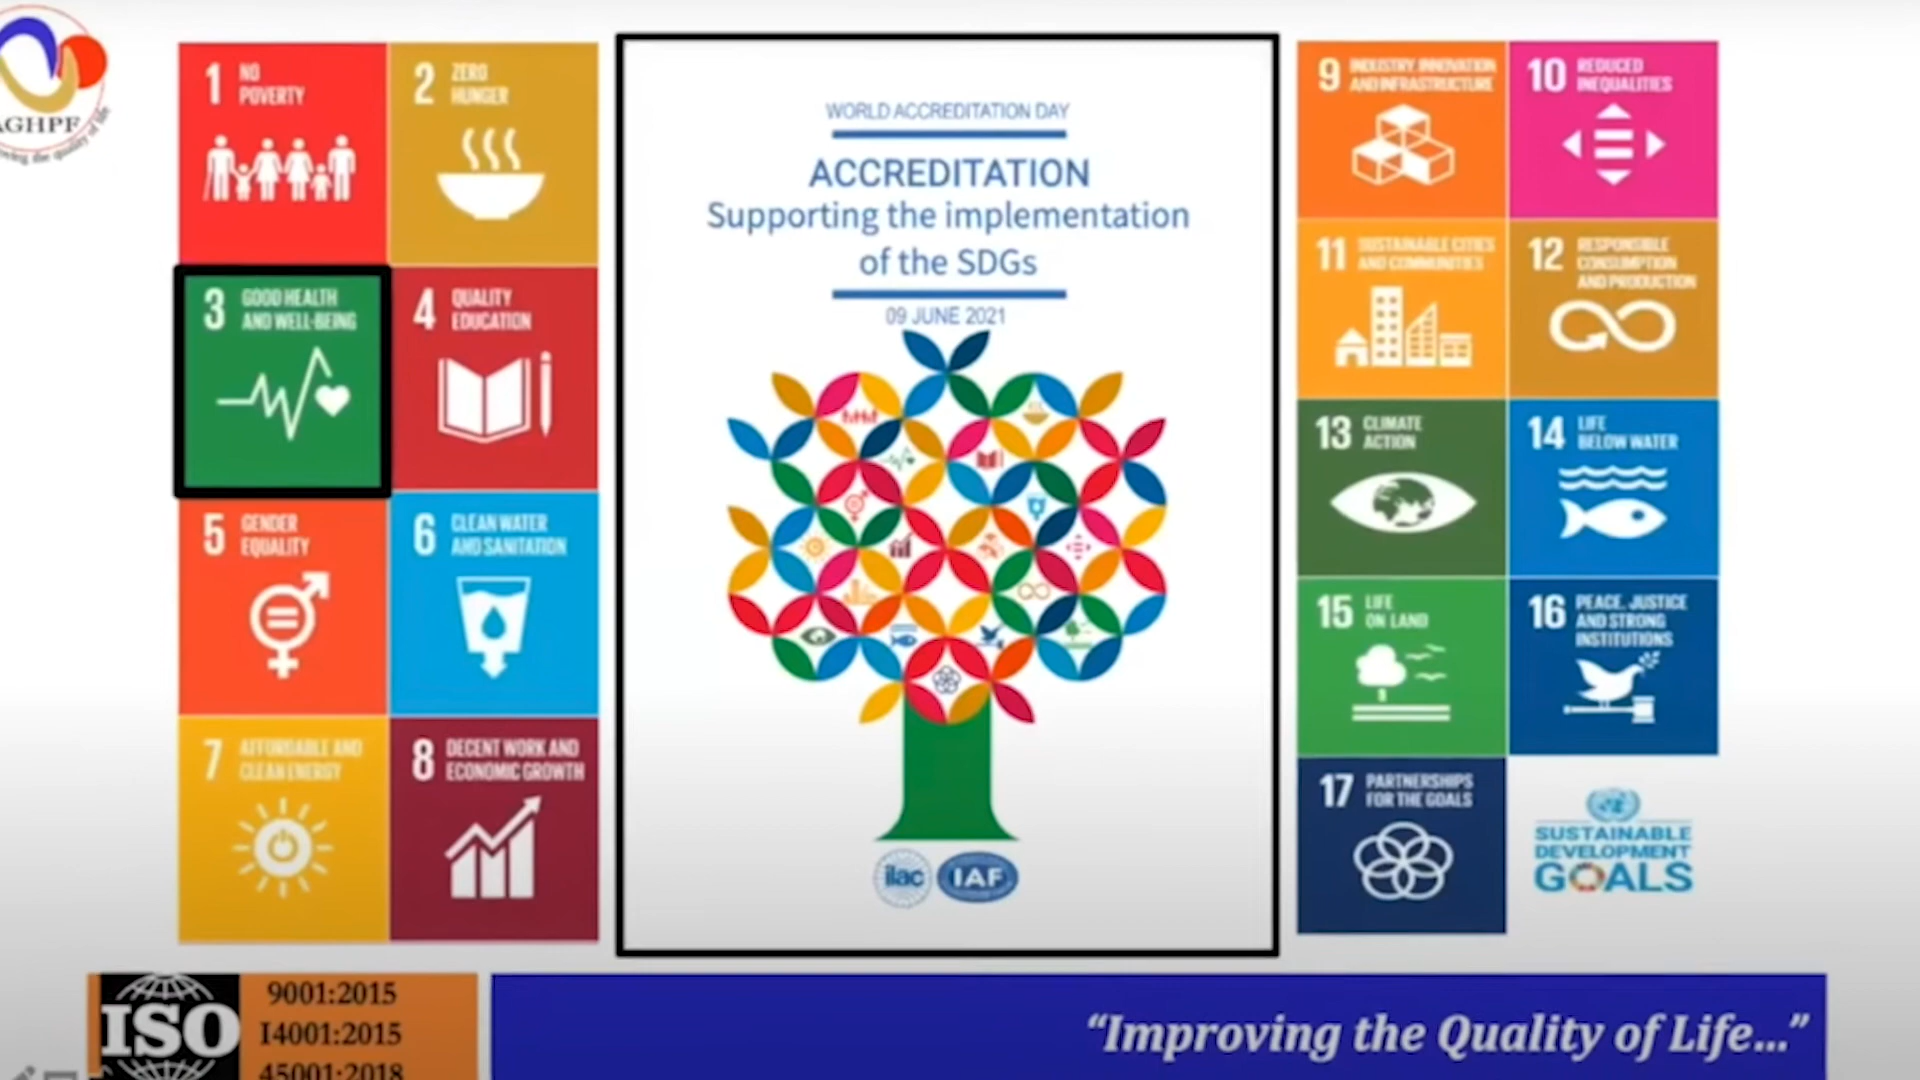 AGHPF
1 NO
POVERTY
2 ZERO
HUNGER
3 GOOD HEALTH
AND WELL-BEING
4 QUALITY
EDUCATION
5 GENDER
EQUALITY
6 CLEAN WATER
AND SANITATION
7 AFFORDABLE AND
CLEAN ENERGY
8 DECENT WORK AND
ECONOMIC GROWTH
WORLD ACCREDITATION DAY
ACCREDITATION
Supporting the implementation
of the SDGs
09 JUNE 2021
ilac
IAF
9 INDUSTRY, INNOVATION
AND INFRASTRUCTURE
10 REDUCED
INEQUALITIES
11 SUSTAINABLE CITIES
AND COMMUNITIES
12 RESPONSIBLE
CONSUMPTION
AND PRODUCTION
13 CLIMATE
ACTION
14 LIFE
BELOW WATER
15 LIFE
ON LAND
16 PEACE, JUSTICE
AND STRONG
INSTITUTIONS
17 PARTNERSHIPS
FOR THE GOALS
SUSTAINABLE
DEVELOPMENT
GOALS
ISO
9001:2015
I4001:2015
45001:2018
“Improving the Quality of Life...”